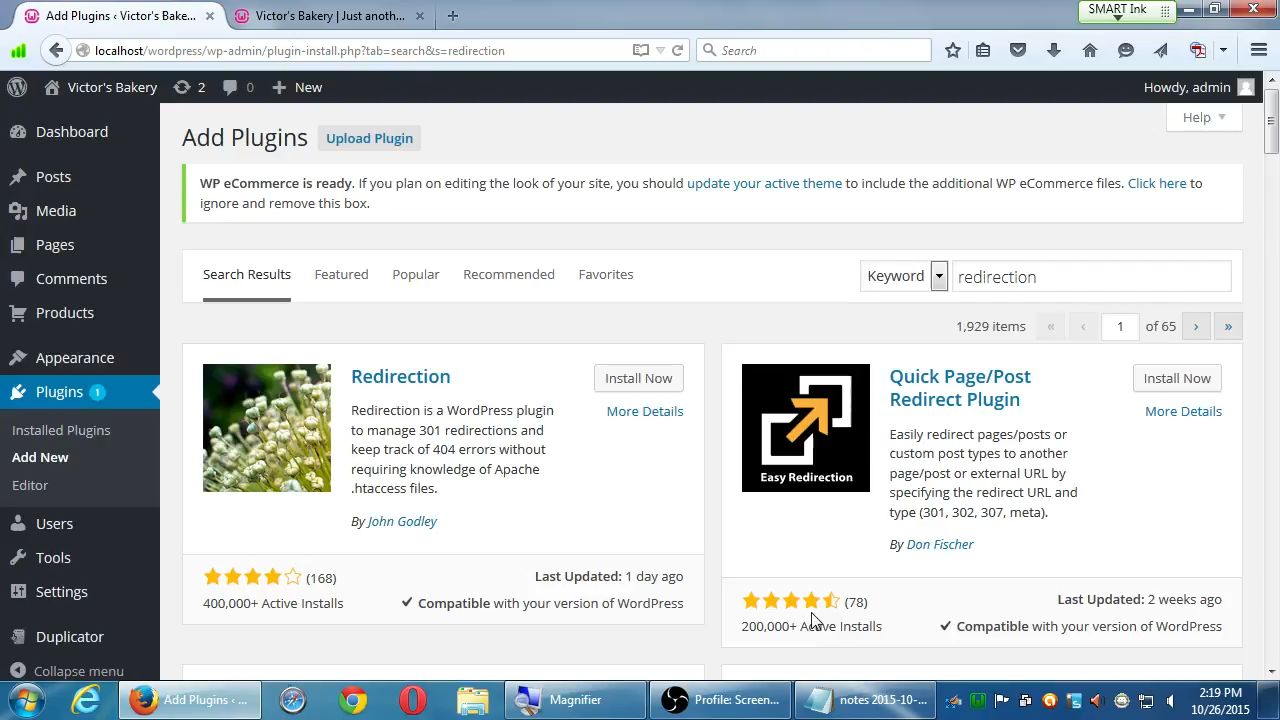 Add Plugins ‹ Victor's Bake...
Victor's Bakery | Just anoth...
SMART Ink
localhost/wordpress/wp-admin/plugin-install.php?tab=search&s=redirection
Search
Victor's Bakery
2
0
New
Howdy, admin
Dashboard
Posts
Media
Pages
Comments
Products
Appearance
Plugins 1
Installed Plugins
Add New
Editor
Users
Tools
Settings
Duplicator
Collapse menu
Help
Add Plugins
Upload Plugin
WP eCommerce is ready. If you plan on editing the look of your site, you should update your active theme to include the additional WP eCommerce files. Click here to
ignore and remove this box.
Search Results
Featured
Popular
Recommended
Favorites
Keyword
redirection
1,929 items
«
‹
1
of 65
›
»
Redirection
Install Now
More Details
Redirection is a WordPress plugin
to manage 301 redirections and
keep track of 404 errors without
requiring knowledge of Apache
.htaccess files.
By John Godley
(168)
400,000+ Active Installs
Last Updated: 1 day ago
Compatible with your version of WordPress
Easy Redirection
Quick Page/Post
Redirect Plugin
Install Now
More Details
Easily redirect pages/posts or
custom post types to another
page/post or external URL by
specifying the redirect URL and
type (301, 302, 307, meta).
By Don Fischer
(78)
200,000+ Active Installs
Last Updated: 2 weeks ago
Compatible with your version of WordPress
Add Plugins ‹ ...
Magnifier
Profile: Screen...
notes 2015-10-...
2:19 PM
10/26/2015